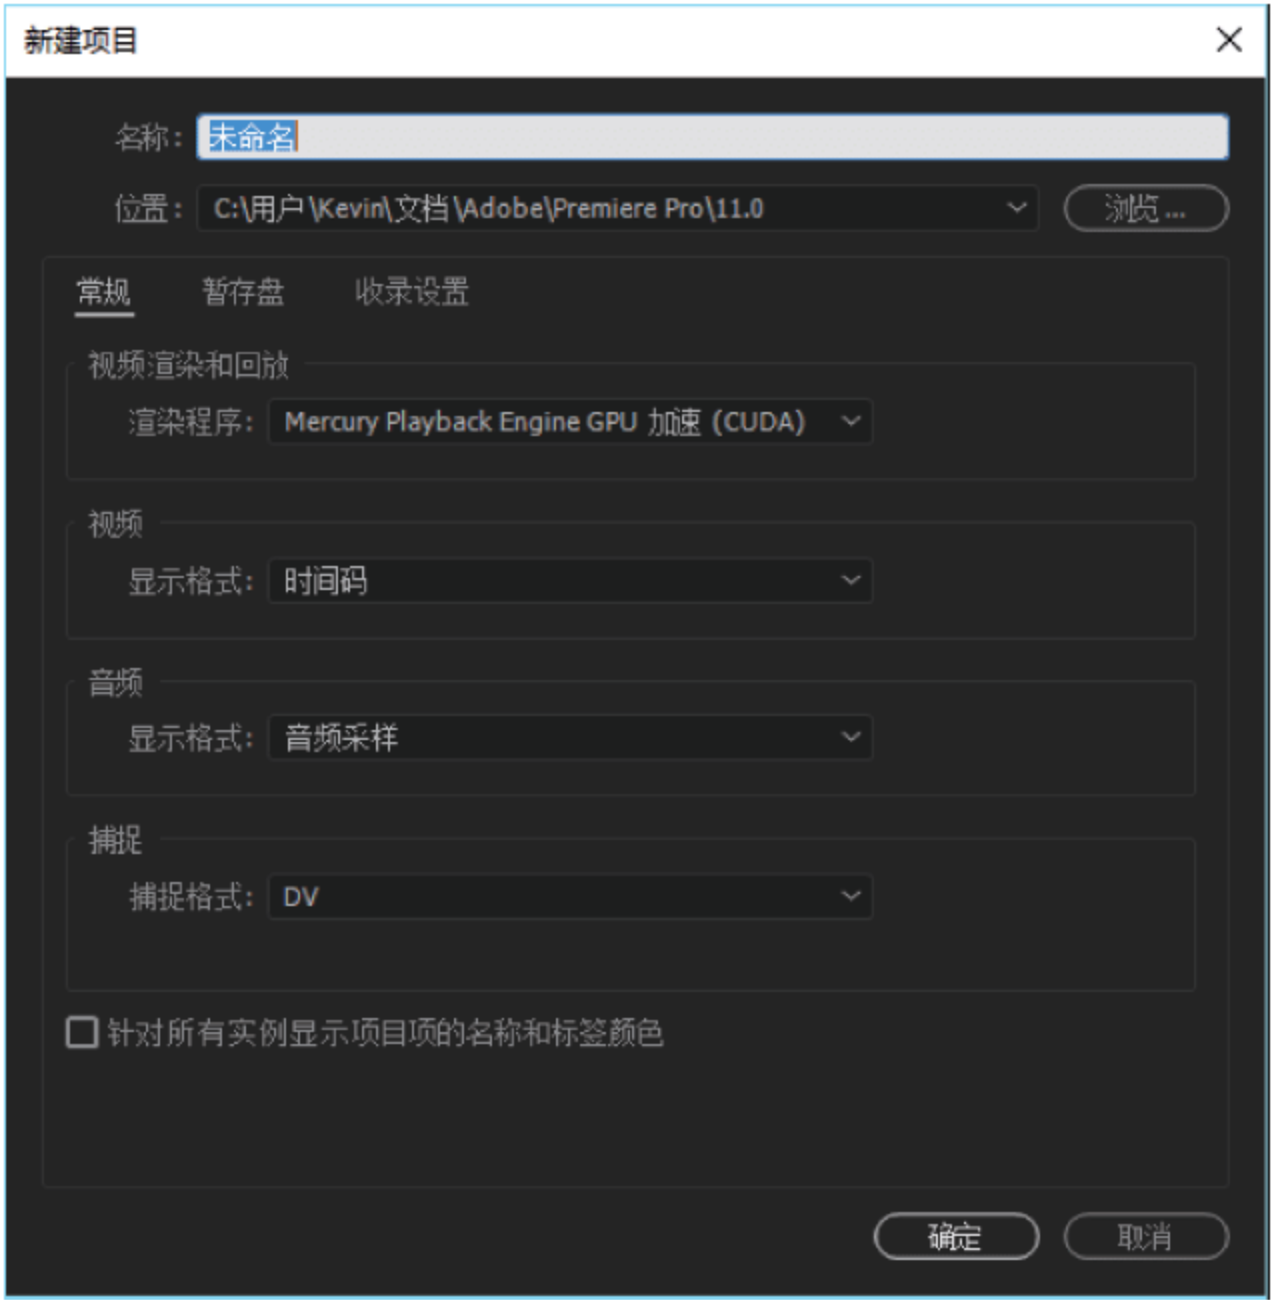 新建项目
名称：未命名
位置：C:\用户\Kevin\文档\Adobe\Premiere Pro\11.0 浏览...
常规 暂存盘 收录设置
视频渲染和回放
渲染程序：Mercury Playback Engine GPU 加速 (CUDA)
视频
显示格式：时间码
音频
显示格式：音频采样
捕捉
捕捉格式：DV
针对所有实例显示项目项的名称和标签颜色
确定 取消